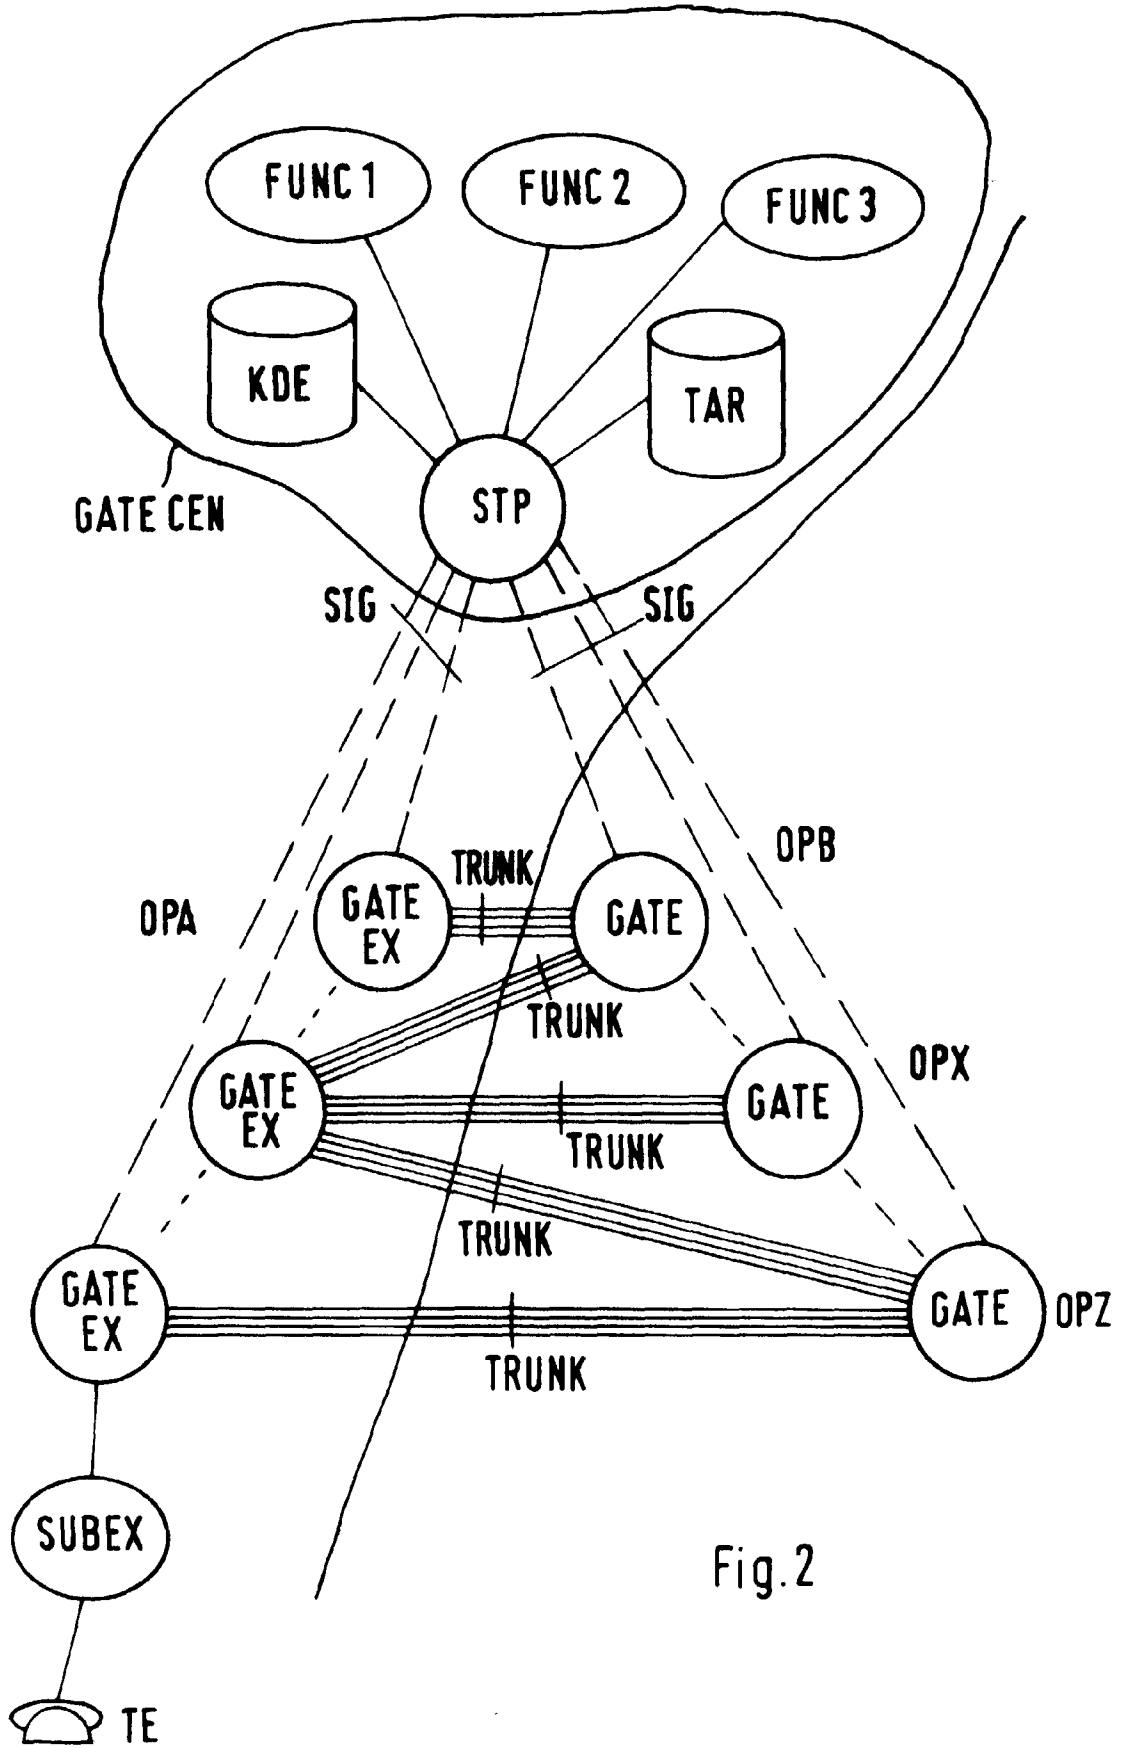 FUNC 1
FUNC 2
FUNC 3
KDE
TAR
STP
GATE CEN
SIG
SIG
OPB
TRUNK
OPA
GATE
EX
GATE
TRUNK
OPX
GATE
EX
GATE
TRUNK
TRUNK
GATE
EX
GATE
OPZ
TRUNK
SUBEX
Fig. 2
TE